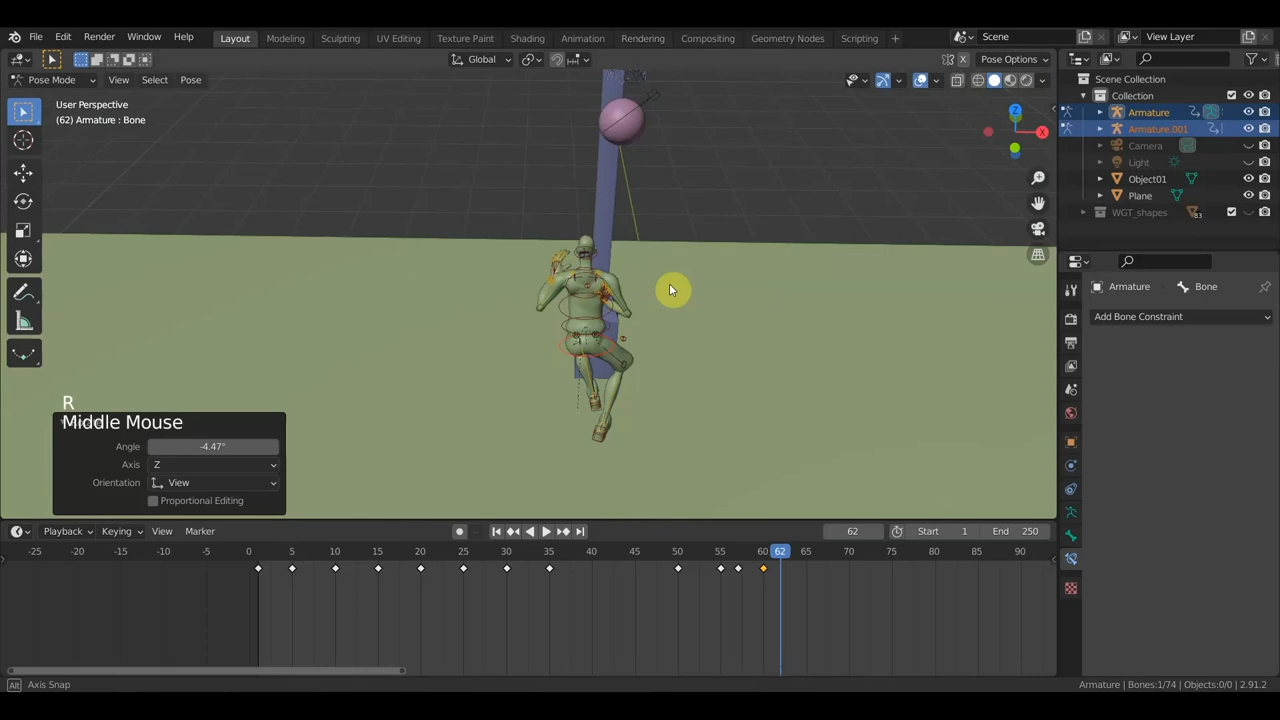 File Edit Render Window Help Layout Modeling Sculpting UV Editing Texture Paint Shading Animation Rendering Compositing Geometry Nodes Scripting + Scene View Layer
Global Pose Options
Pose Mode View Select Pose Scene Collection
User Perspective Collection
(62) Armature : Bone Armature
Armature.001
X
Z
Camera
Light
Object01
Plane
WGT_shapes 83
Armature Bone
Add Bone Constraint
R
Middle Mouse
Angle -4.47°
Axis Z
Orientation View
Proportional Editing
Playback Keying View Marker 62 Start 1 End 250
-25 -20 -15 -10 -5 0 5 10 15 20 25 30 35 40 45 50 55 60 62 65 70 75 80 85 90
Alt Axis Snap Armature | Bones:1/74 | Objects:0/0 | 2.91.2